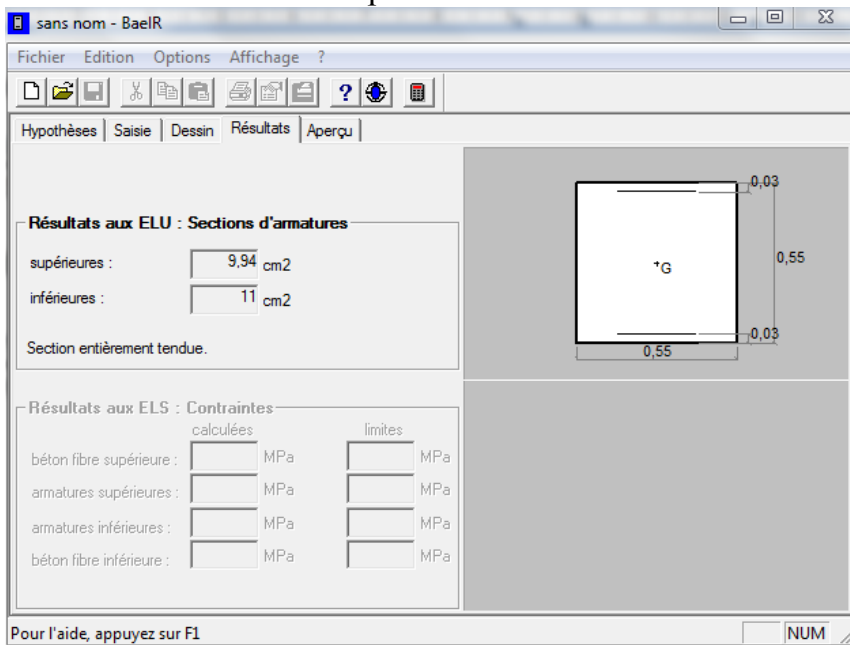 sans nom - BaelR
Fichier Edition Options Affichage ?
Hypothèses Saisie Dessin Résultats Aperçu
Résultats aux ELU : Sections d'armatures
supérieures : 9,94 cm2
inférieures : 11 cm2
Section entièrement tendue.
0,03
+G
0,55
0,03
0,55
Résultats aux ELS : Contraintes
calculées limites
béton fibre supérieure : MPa MPa
armatures supérieures : MPa MPa
armatures inférieures : MPa MPa
béton fibre inférieure : MPa MPa
Pour l'aide, appuyez sur F1
NUM